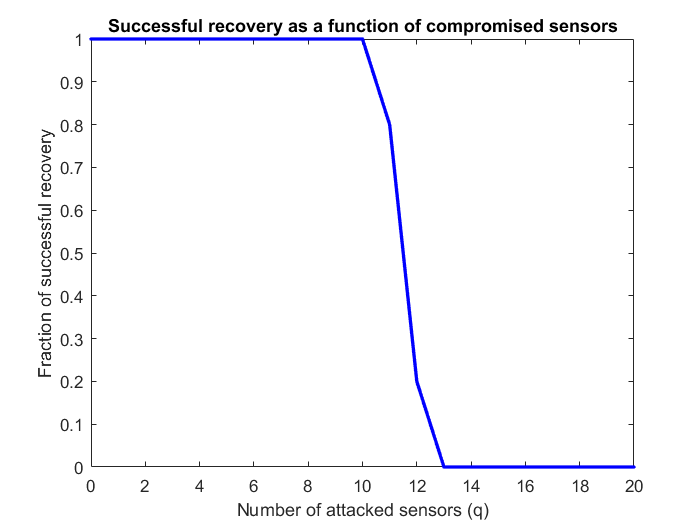 Successful recovery as a function of compromised sensors
1
0.9
0.8
0.7
0.6
0.5
0.4
0.3
0.2
0.1
0
Fraction of successful recovery
0 2 4 6 8 10 12 14 16 18 20
Number of attacked sensors (q)